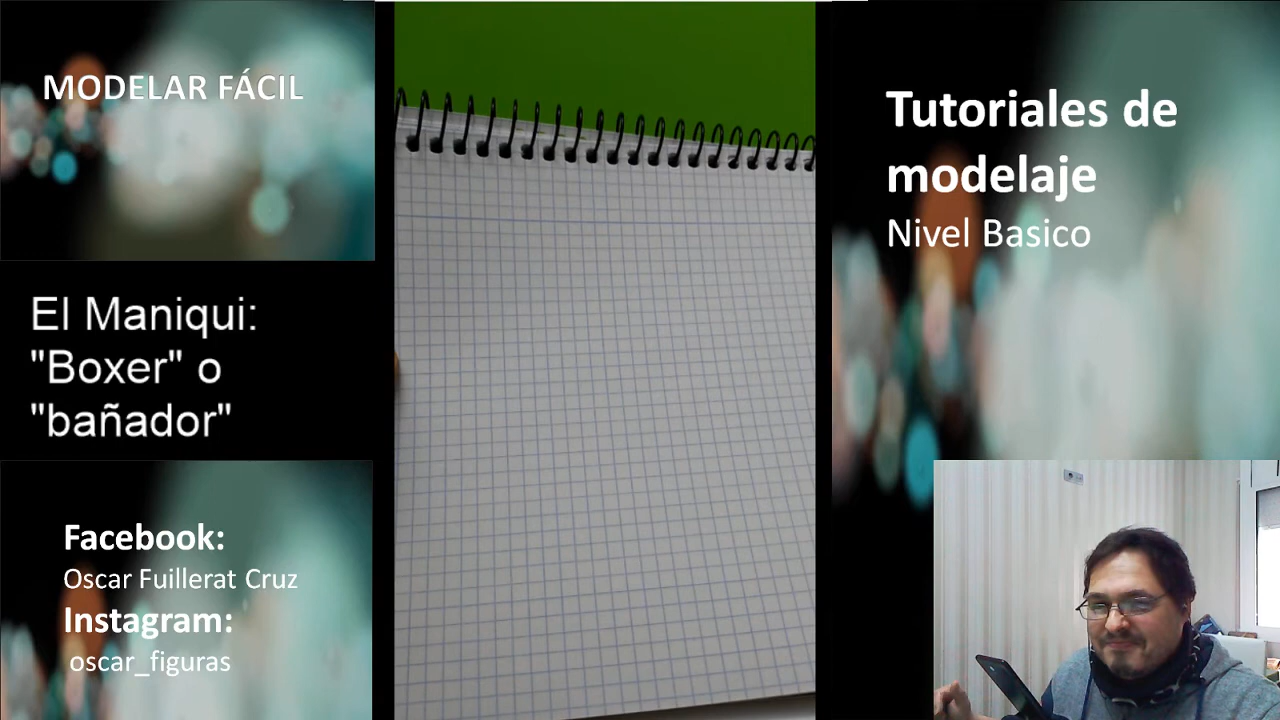 MODELAR FÁCIL
El Maniqui:
"Boxer" o
"bañador"
Facebook:
Oscar Fuillerat Cruz
Instagram:
oscar_figuras
Tutoriales de
modelaje
Nivel Basico